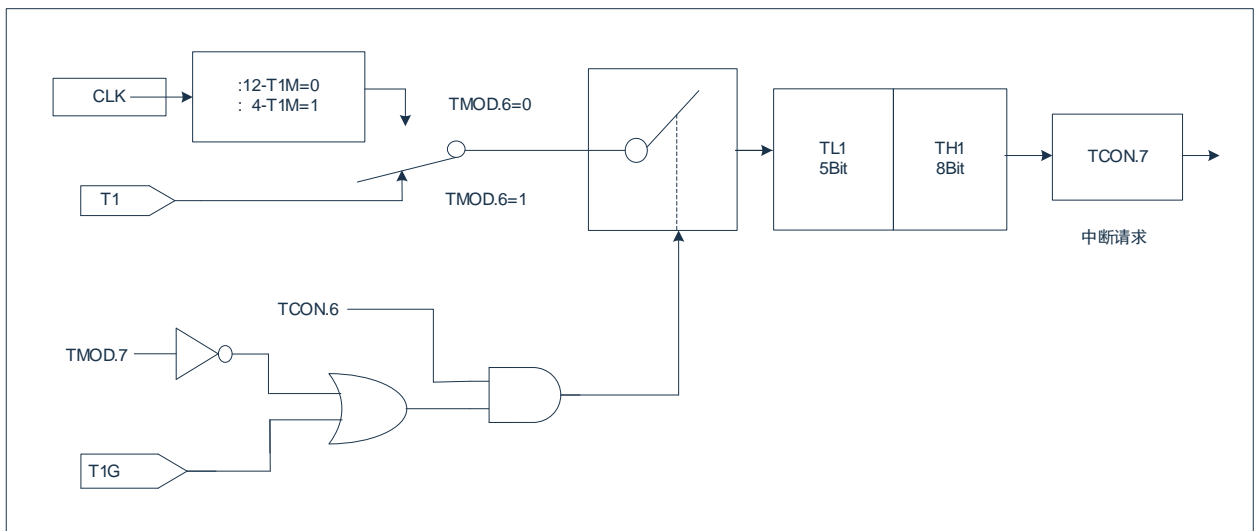 CLK
:12-T1M=0
: 4-T1M=1
TMOD.6=0
T1
TMOD.6=1
TL1
5Bit
TH1
8Bit
TCON.7
中断请求
TCON.6
TMOD.7
T1G